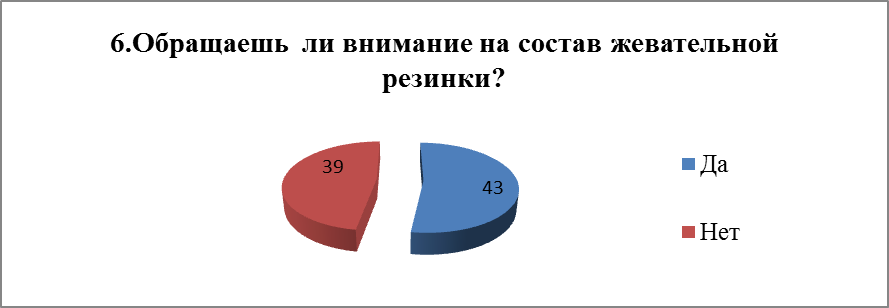 6.Обращаешь ли внимание на состав жевательной
резинки?
39
43
Да
Нет